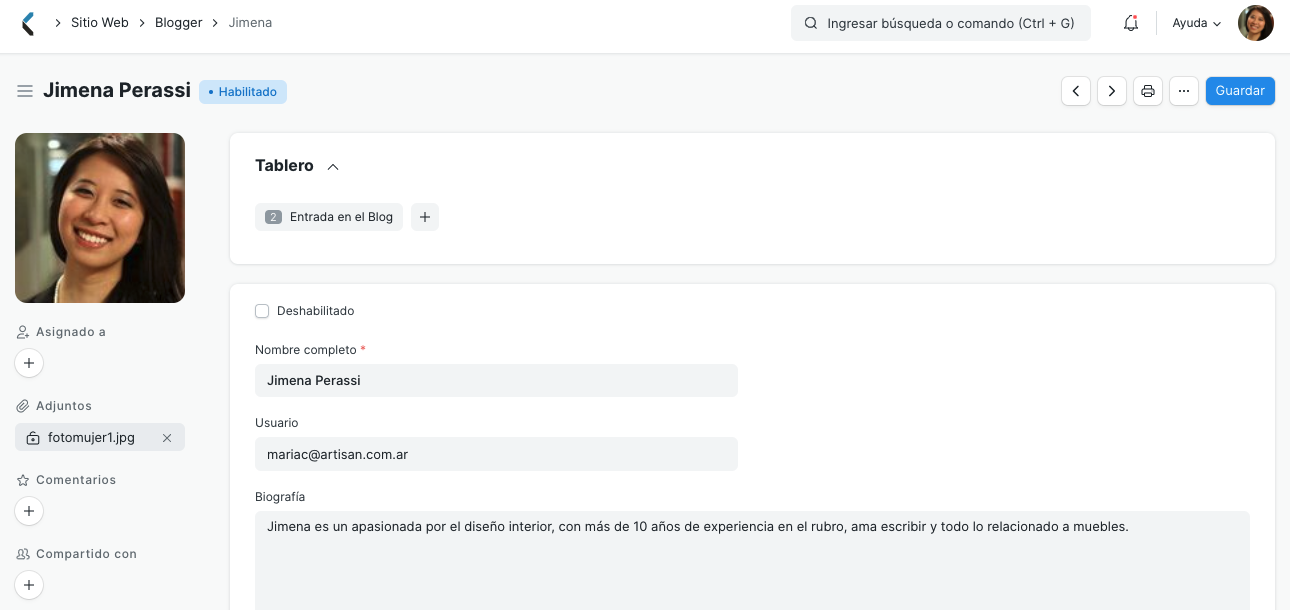 Sitio Web
Blogger
Jimena
Ingresar búsqueda o comando (Ctrl + G)
Ayuda
Jimena Perassi
Habilitado
Guardar
Tablero
2 Entrada en el Blog
Asignado a
Adjuntos
fotomujer1.jpg
Comentarios
Compartido con
Deshabilitado
Nombre completo *
Jimena Perassi
Usuario
mariac@artisan.com.ar
Biografía
Jimena es un apasionada por el diseño interior, con más de 10 años de experiencia en el rubro, ama escribir y todo lo relacionado a muebles.